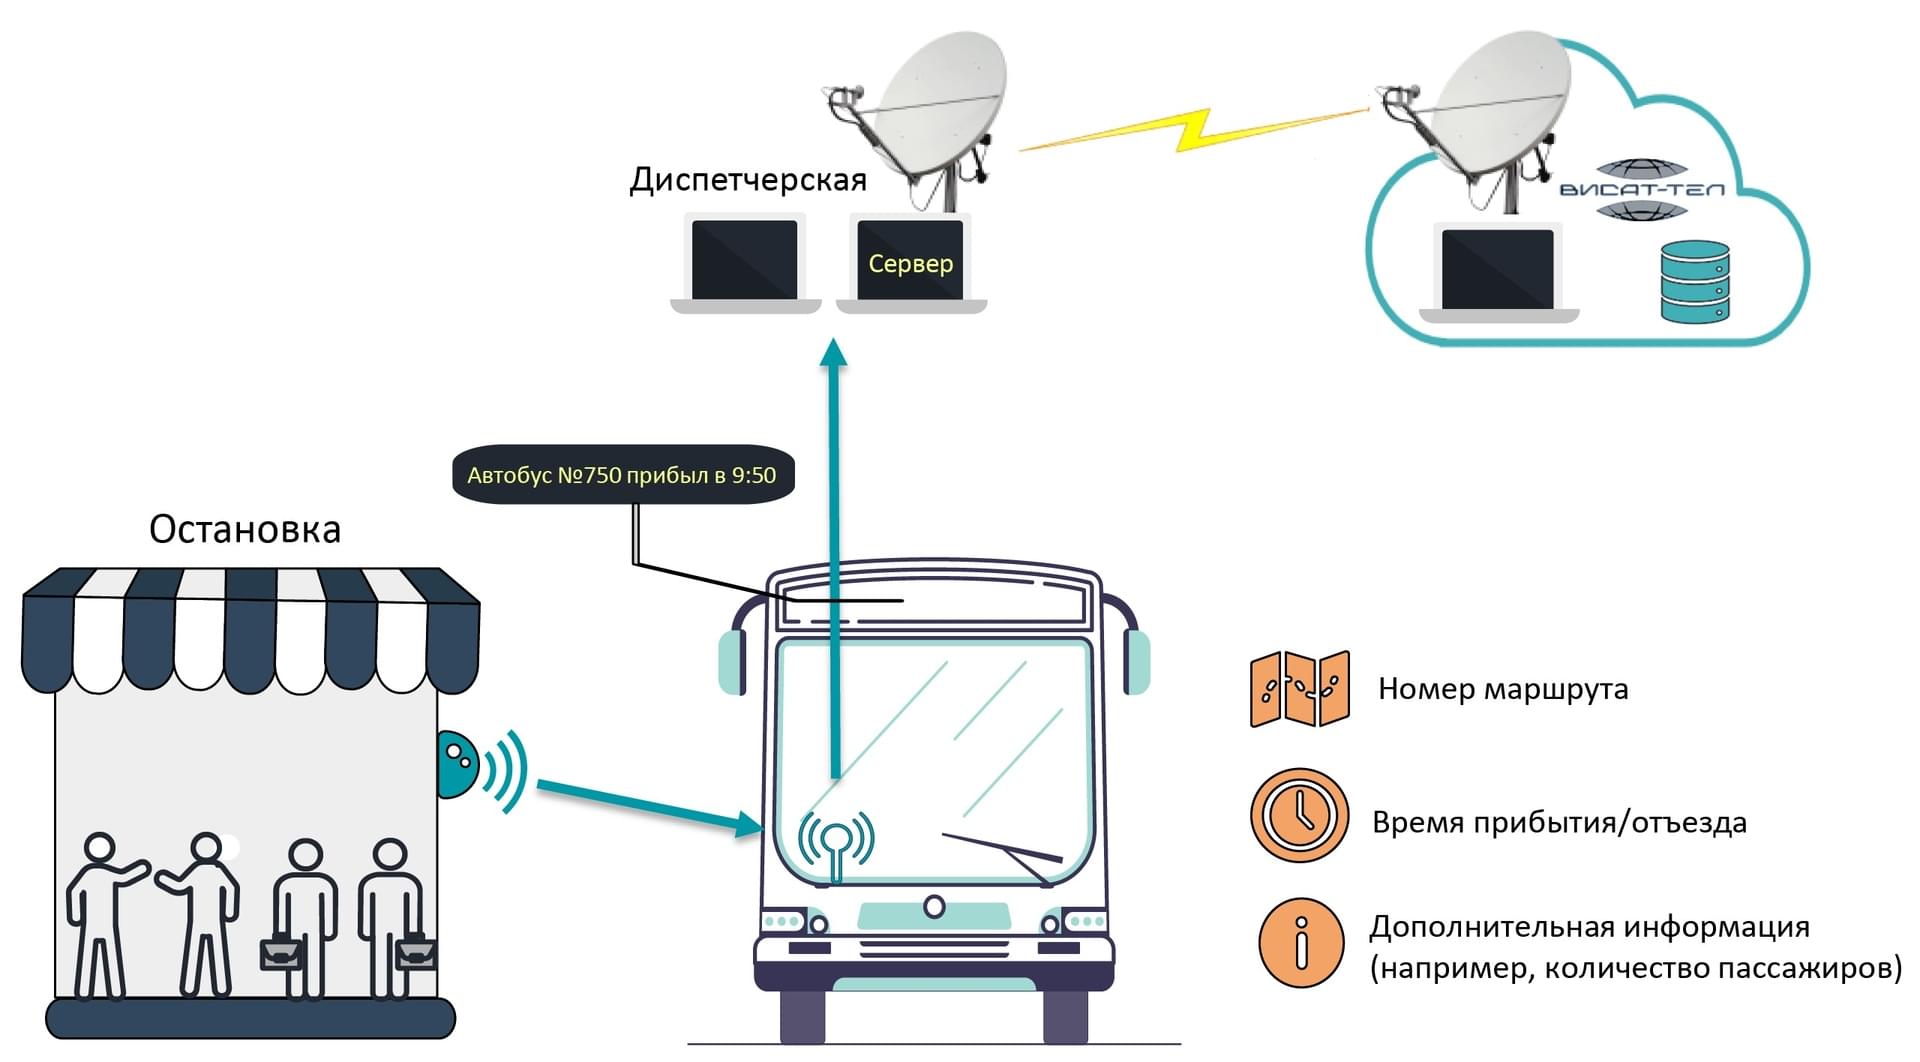 Диспетчерская
ВИСАТ-ТЕЛ
Сервер
Автобус №750 прибыл в 9:50
Остановка
Номер маршрута
Время прибытия/отъезда
Дополнительная информация
(например, количество пассажиров)